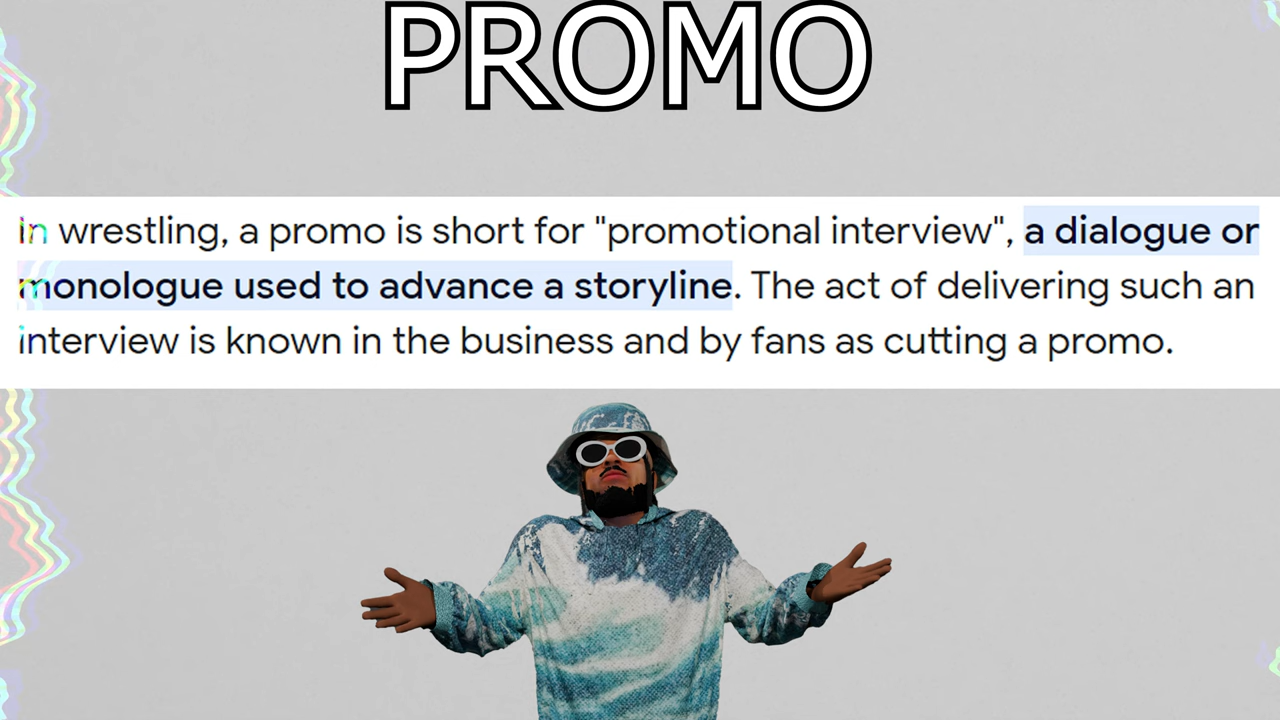 PROMO
In wrestling, a promo is short for "promotional interview", a dialogue or
monologue used to advance a storyline. The act of delivering such an
interview is known in the business and by fans as cutting a promo.